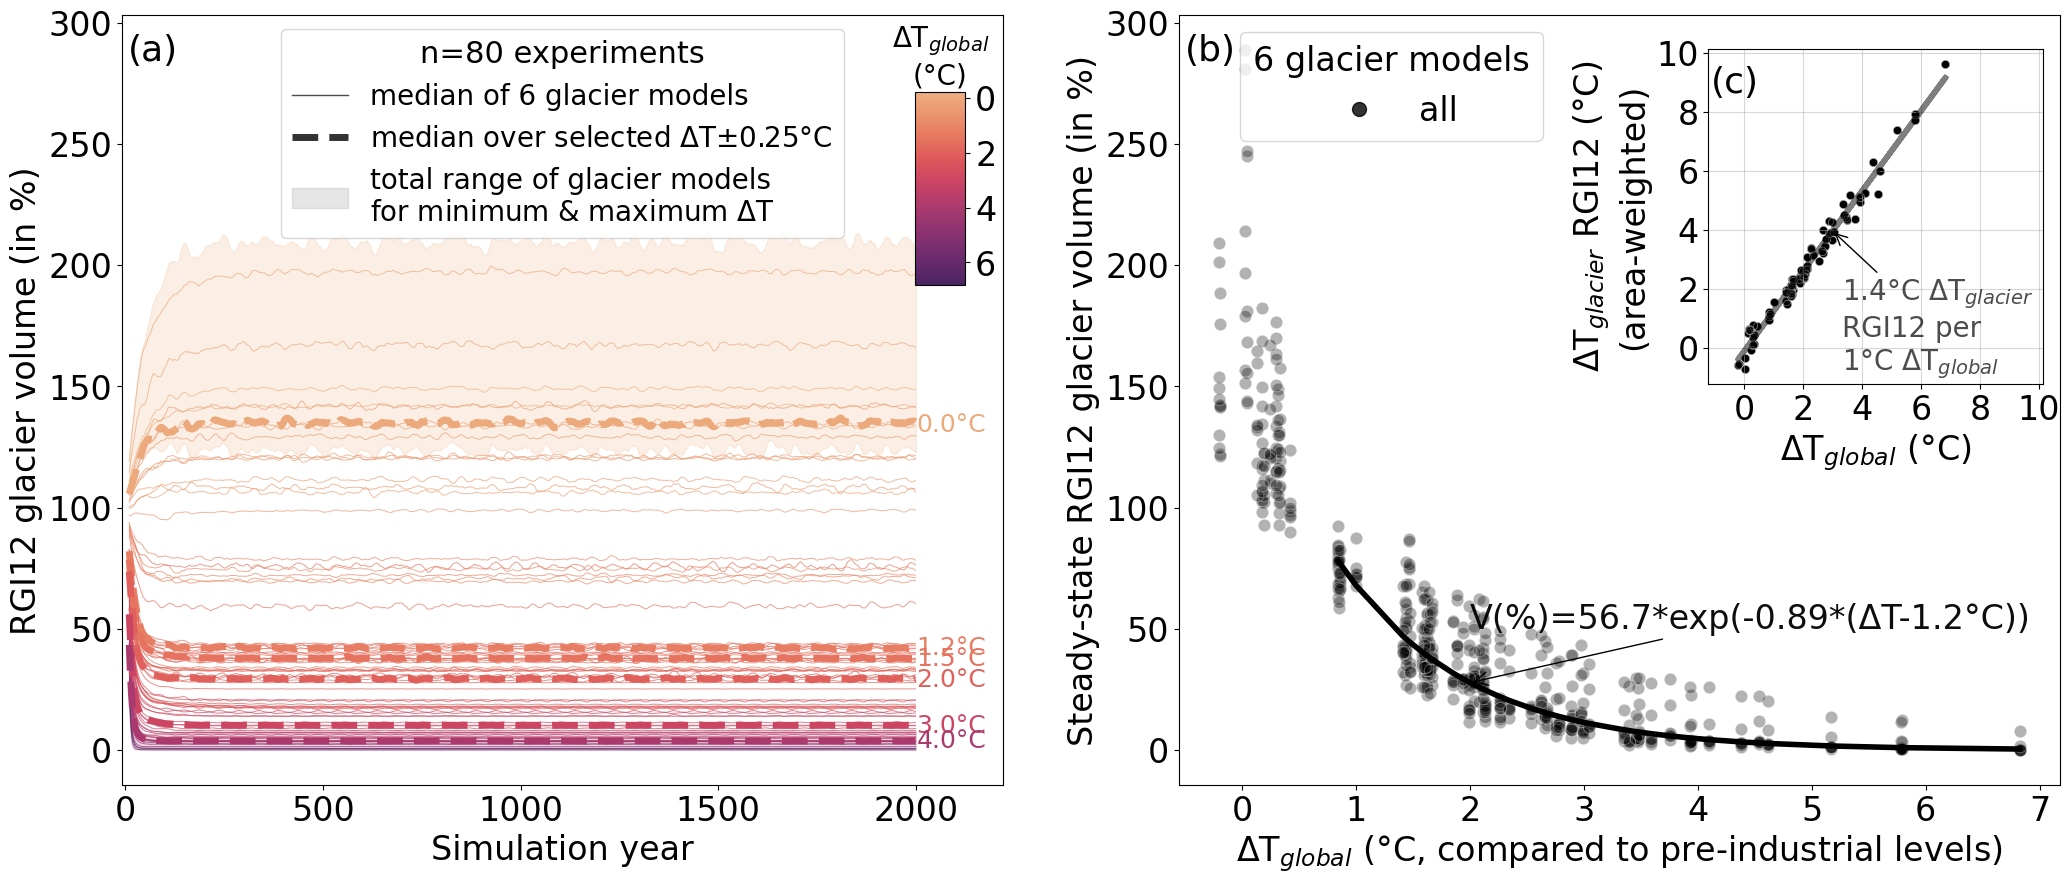 (a)
n=80 experiments
median of 6 glacier models
median over selected ΔT±0.25°C
total range of glacier models
for minimum & maximum ΔT
ΔTglobal
(°C)
0
2
4
6
300
250
200
150
100
50
0
RGI12 glacier volume (in %)
0.0°C
1.2°C
1.5°C
2.0°C
3.0°C
4.0°C
0 500 1000 1500 2000
Simulation year
(b)
6 glacier models
all
300
250
200
150
100
50
0
Steady-state RGI12 glacier volume (in %)
V(%)=56.7*exp(-0.89*(ΔT-1.2°C))
0 1 2 3 4 5 6 7
ΔTglobal (°C, compared to pre-industrial levels)
(c)
10
8
6
4
2
0
ΔTglacier RGI12 (°C)
(area-weighted)
1.4°C ΔTglacier
RGI12 per
1°C ΔTglobal
0 2 4 6 8 10
ΔTglobal (°C)